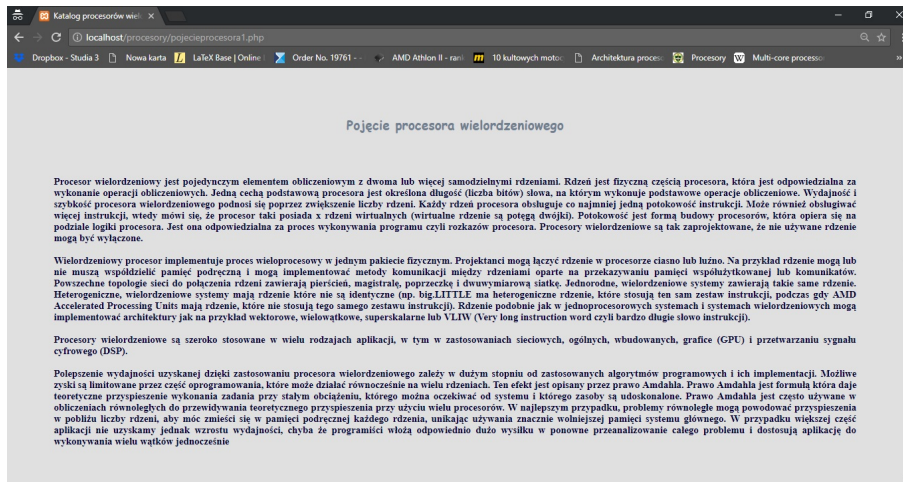 Katalog procesorów wiel
localhost/procesory/pojecieprocesora1.php
Dropbox - Studia 3 Nowa karta LaTeX Base | Online Order No. 19761 - - AMD Athlon II - rank 10 kultowych motoc Architektura procesc Procesory Multi-core processo »
Pojęcie procesora wielordzeniowego
Procesor wielordzeniowy jest pojedynczym elementem obliczeniowym z dwoma lub więcej samodzielnymi rdzeniami. Rdzeń jest fizyczną częścią procesora, która jest odpowiedzialna za
wykonanie operacji obliczeniowych. Jedną cechą podstawową procesora jest określona długość (liczba bitów) słowa, na którym wykonuje podstawowe operacje obliczeniowe. Wydajność i
szybkość procesora wielordzeniowego podnosi się poprzez zwiększenie liczby rdzeni. Każdy rdzeń procesora obsługuje co najmniej jedną potokowość instrukcji. Może również obsługiwać
więcej instrukcji, wtedy mówi się, że procesor taki posiada x rdzeni wirtualnych (wirtualne rdzenie są potęgą dwójki). Potokowość jest formą budowy procesorów, która opiera się na
podziale logiki procesora. Jest ona odpowiedzialna za proces wykonywania programu czyli rozkazów procesora. Procesory wielordzeniowe są tak zaprojektowane, że nie używane rdzenie
mogą być wyłączone.
Wielordzeniowy procesor implementuje proces wieloprocesowy w jednym pakiecie fizycznym. Projektanci mogą łączyć rdzenie w procesorze ciasno lub luźno. Na przykład rdzenie mogą lub
nie muszą współdzielić pamięć podręczną i mogą implementować metody komunikacji między rdzeniami oparte na przekazywaniu pamięci współużytkowanej lub komunikatów.
Powszechne topologie sieci do połączenia rdzeni zawierają pierścień, magistralę, poprzeczkę i dwuwymiarową siatkę. Jednorodne, wielordzeniowe systemy zawierają takie same rdzenie.
Heterogeniczne, wielordzeniowe systemy mają rdzenie które nie są identyczne (np. big.LITTLE ma heterogeniczne rdzenie, które stosują ten sam zestaw instrukcji, podczas gdy AMD
Accelerated Processing Units mają rdzenie, które nie stosują tego samego zestawu instrukcji). Rdzenie podobnie jak w jednoprocesorowych systemach i systemach wielordzeniowych mogą
implementować architektury jak na przykład wektorowe, wielowątkowe, superskalarne lub VLIW (Very long instruction word czyli bardzo długie słowo instrukcji).
Procesory wielordzeniowe są szeroko stosowane w wielu rodzajach aplikacji, w tym w zastosowaniach sieciowych, ogólnych, wbudowanych, grafice (GPU) i przetwarzaniu sygnału
cyfrowego (DSP).
Polepszenie wydajności uzyskanej dzięki zastosowaniu procesora wielordzeniowego zależy w dużym stopniu od zastosowanych algorytmów programowych i ich implementacji. Możliwe
zyski są limitowane przez część oprogramowania, które może działać równocześnie na wielu rdzeniach. Ten efekt jest opisany przez prawo Amdahla. Prawo Amdahla jest formułą która daje
teoretyczne przyspieszenie wykonania zadania przy stałym obciążeniu, którego można oczekiwać od systemu i którego zasoby są udoskonalone. Prawo Amdahla jest często używane w
obliczeniach równoległych do przewidywania teoretycznego przyspieszenia przy użyciu wielu procesorów. W najlepszym przypadku, problemy równoległe mogą powodować przyspieszenia
w pobliżu liczby rdzeni, aby móc zmieści się w pamięci podręcznej każdego rdzenia, unikając używania znacznie wolniejszej pamięci systemu głównego. W przypadku większej część
aplikacji nie uzyskamy jednak wzrostu wydajności, chyba że programiści włożą odpowiednio dużo wysiłku w ponowne przeanalizowanie całego problemu i dostosują aplikację do
wykonywania wielu wątków jednocześnie